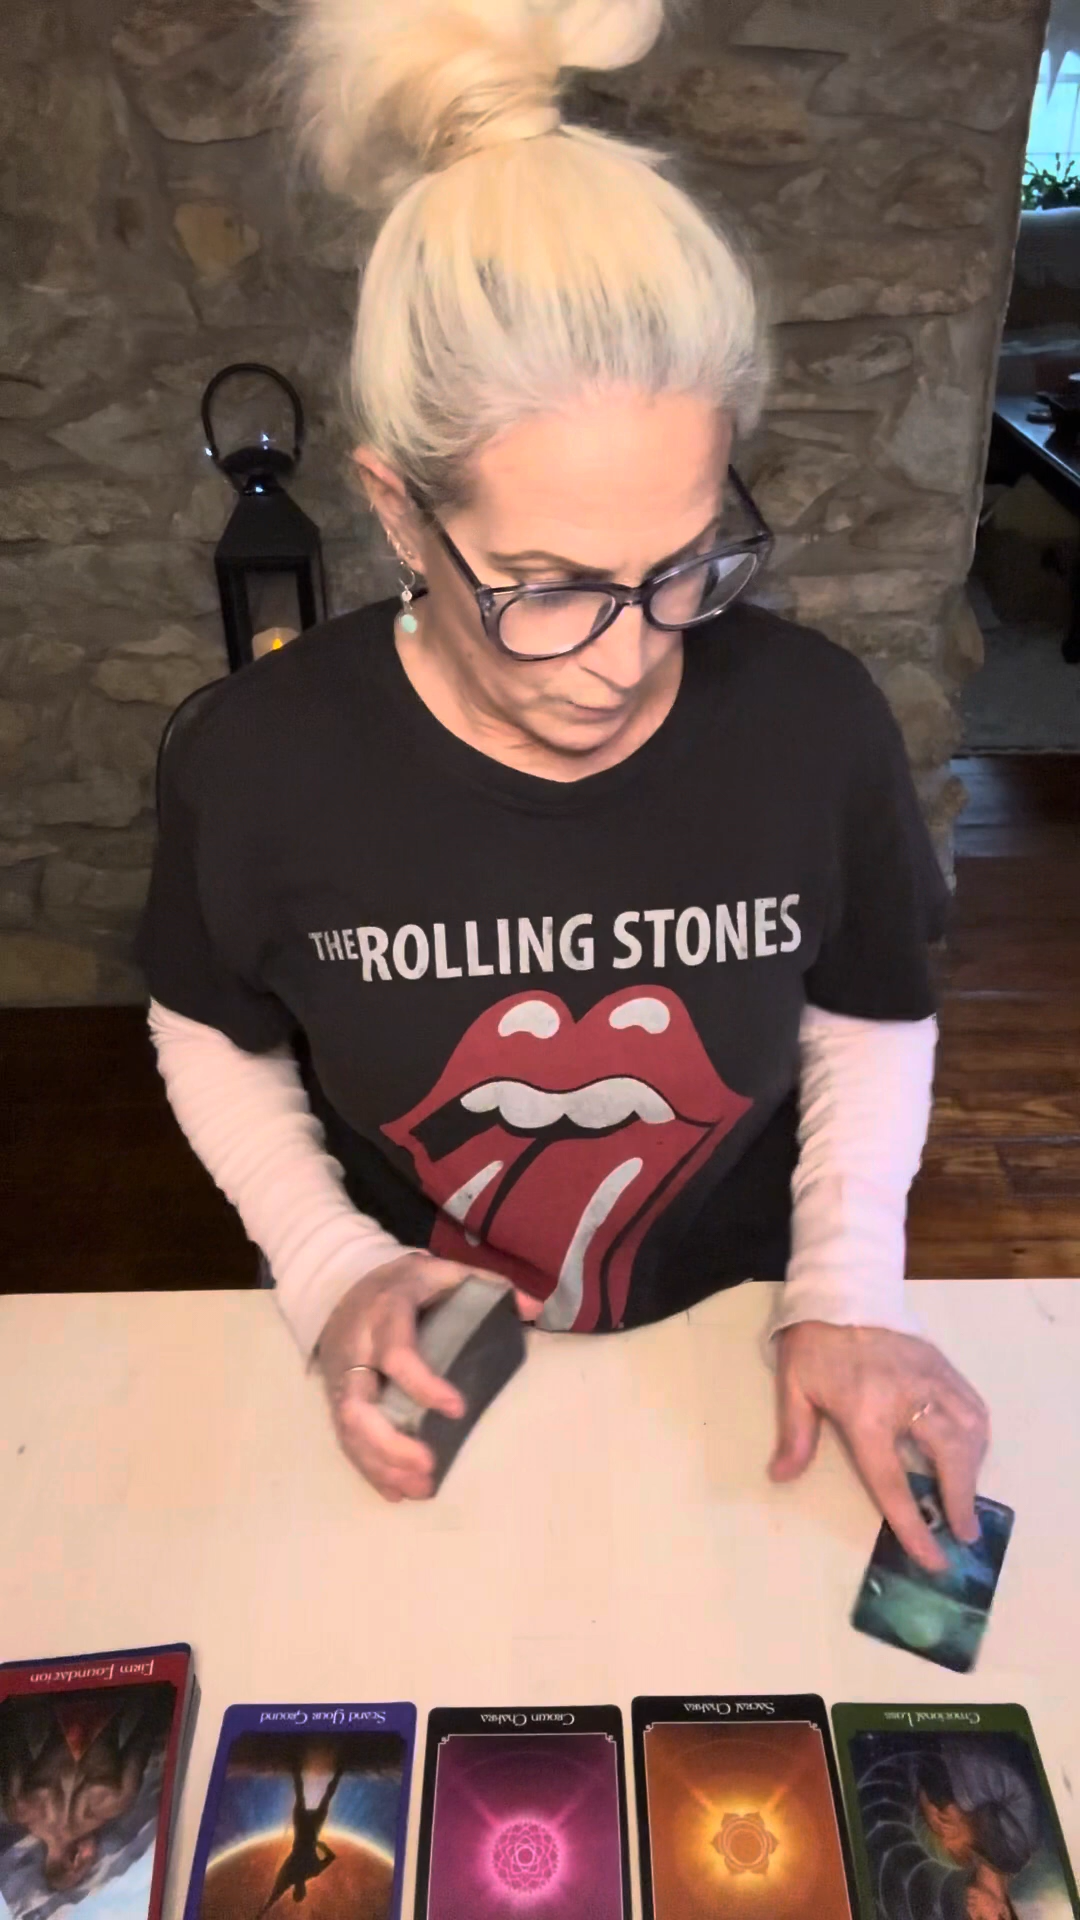 THE ROLLING STONES
Firm Foundation
Stand Your Ground
Crown Chakra
Sacral Chakra
Emotional Loss